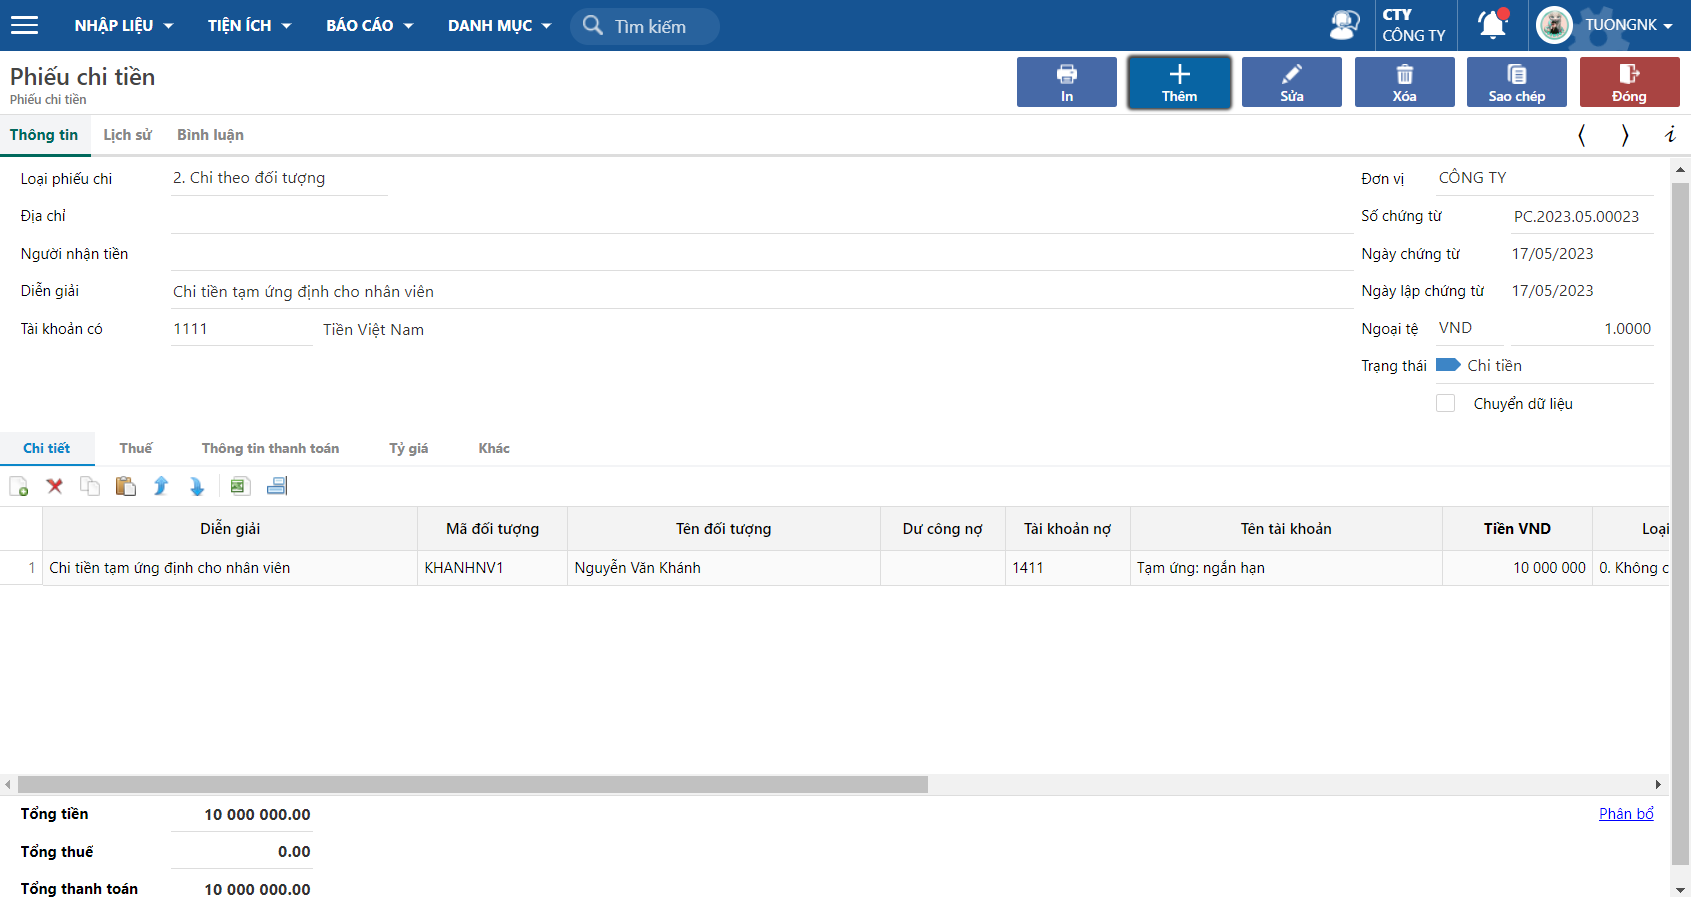 NHẬP LIỆU TIỆN ÍCH BÁO CÁO DANH MỤC Tìm kiếm CTY CÔNG TY TUONGNK
Phiếu chi tiền
Phiếu chi tiền
In Thêm Sửa Xóa Sao chép Đóng
Thông tin Lịch sử Bình luận
Loại phiếu chi 2. Chi theo đối tượng Đơn vị CÔNG TY
Địa chỉ Số chứng từ PC.2023.05.00023
Người nhận tiền Ngày chứng từ 17/05/2023
Diễn giải Chi tiền tạm ứng định cho nhân viên Ngày lập chứng từ 17/05/2023
Tài khoản có 1111 Tiền Việt Nam Ngoại tệ VND 1.0000
Trạng thái Chi tiền
Chuyển dữ liệu
Chi tiết Thuế Thông tin thanh toán Tỷ giá Khác
Diễn giải Mã đối tượng Tên đối tượng Dư công nợ Tài khoản nợ Tên tài khoản Tiền VND Loại
1 Chi tiền tạm ứng định cho nhân viên KHANHNV1 Nguyễn Văn Khánh 1411 Tạm ứng: ngắn hạn 10 000 000 0. Không c
Tổng tiền 10 000 000.00 Phân bổ
Tổng thuế 0.00
Tổng thanh toán 10 000 000.00